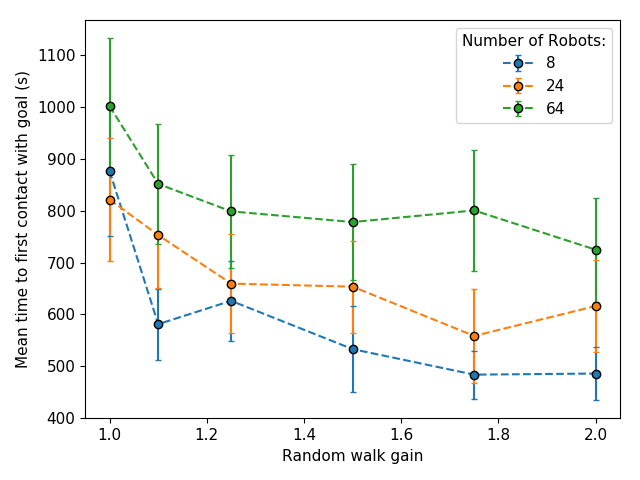 Number of Robots:
8
24
64
1100
1000
900
800
700
600
500
400
Mean time to first contact with goal (s)
1.0 1.2 1.4 1.6 1.8 2.0
Random walk gain